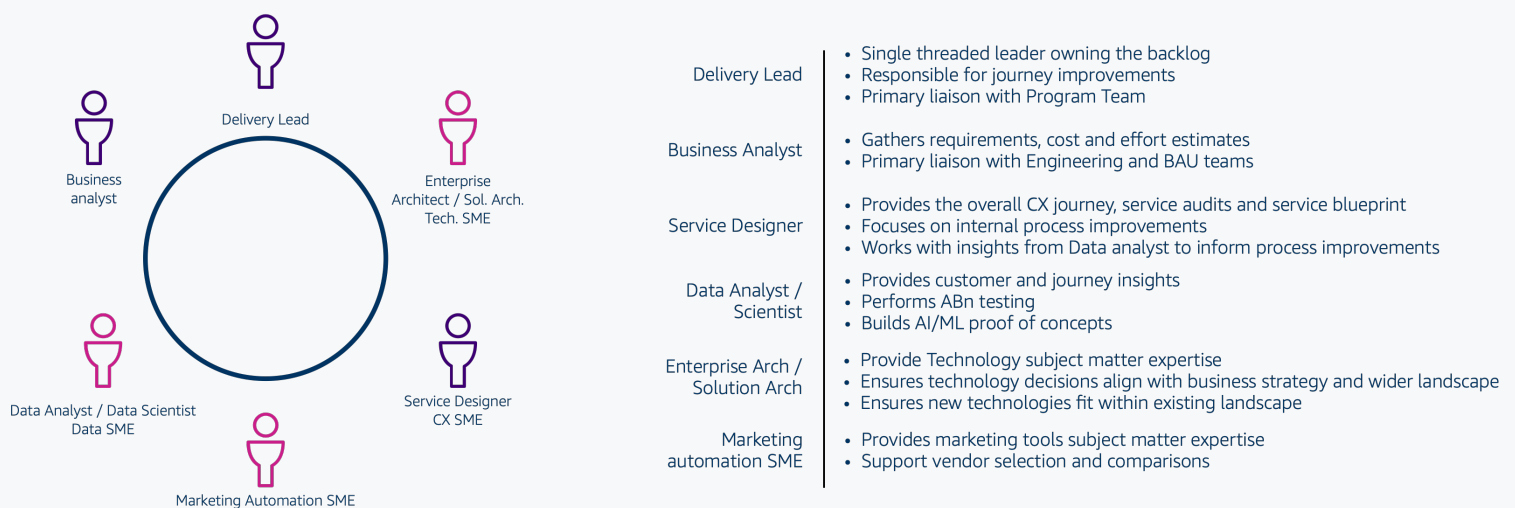 Delivery Lead
Business
analyst
Enterprise
Architect / Sol. Arch.
Tech. SME
Data Analyst / Data Scientist
Data SME
Service Designer
CX SME
Marketing Automation SME
Delivery Lead
• Single threaded leader owning the backlog
• Responsible for journey improvements
• Primary liaison with Program Team
Business Analyst
• Gathers requirements, cost and effort estimates
• Primary liaison with Engineering and BAU teams
Service Designer
• Provides the overall CX journey, service audits and service blueprint
• Focuses on internal process improvements
• Works with insights from Data analyst to inform process improvements
Data Analyst /
Scientist
• Provides customer and journey insights
• Performs ABn testing
• Builds AI/ML proof of concepts
Enterprise Arch /
Solution Arch
• Provide Technology subject matter expertise
• Ensures technology decisions align with business strategy and wider landscape
• Ensures new technologies fit within existing landscape
Marketing
automation SME
• Provides marketing tools subject matter expertise
• Support vendor selection and comparisons